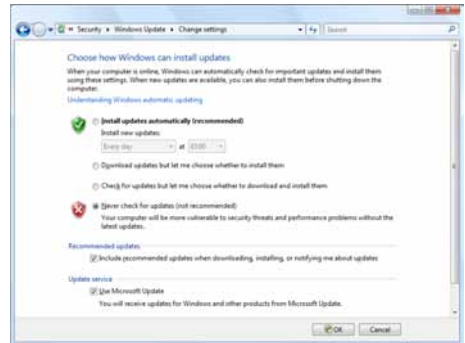 Security ▸ Windows Update ▸ Change settings
Search
Choose how Windows can install updates
When your computer is online, Windows can automatically check for important updates and install them
using these settings. When new updates are available, you can also install them before shutting down the
computer.
Understanding Windows automatic updating
Install updates automatically (recommended)
Install new updates:
Every day at 03:00
Download updates but let me choose whether to install them
Check for updates but let me choose whether to download and install them
Never check for updates (not recommended)
Your computer will be more vulnerable to security threats and performance problems without the
latest updates.
Recommended updates
Include recommended updates when downloading, installing, or notifying me about updates
Update service
Use Microsoft Update
You will receive updates for Windows and other products from Microsoft Update.
OK Cancel